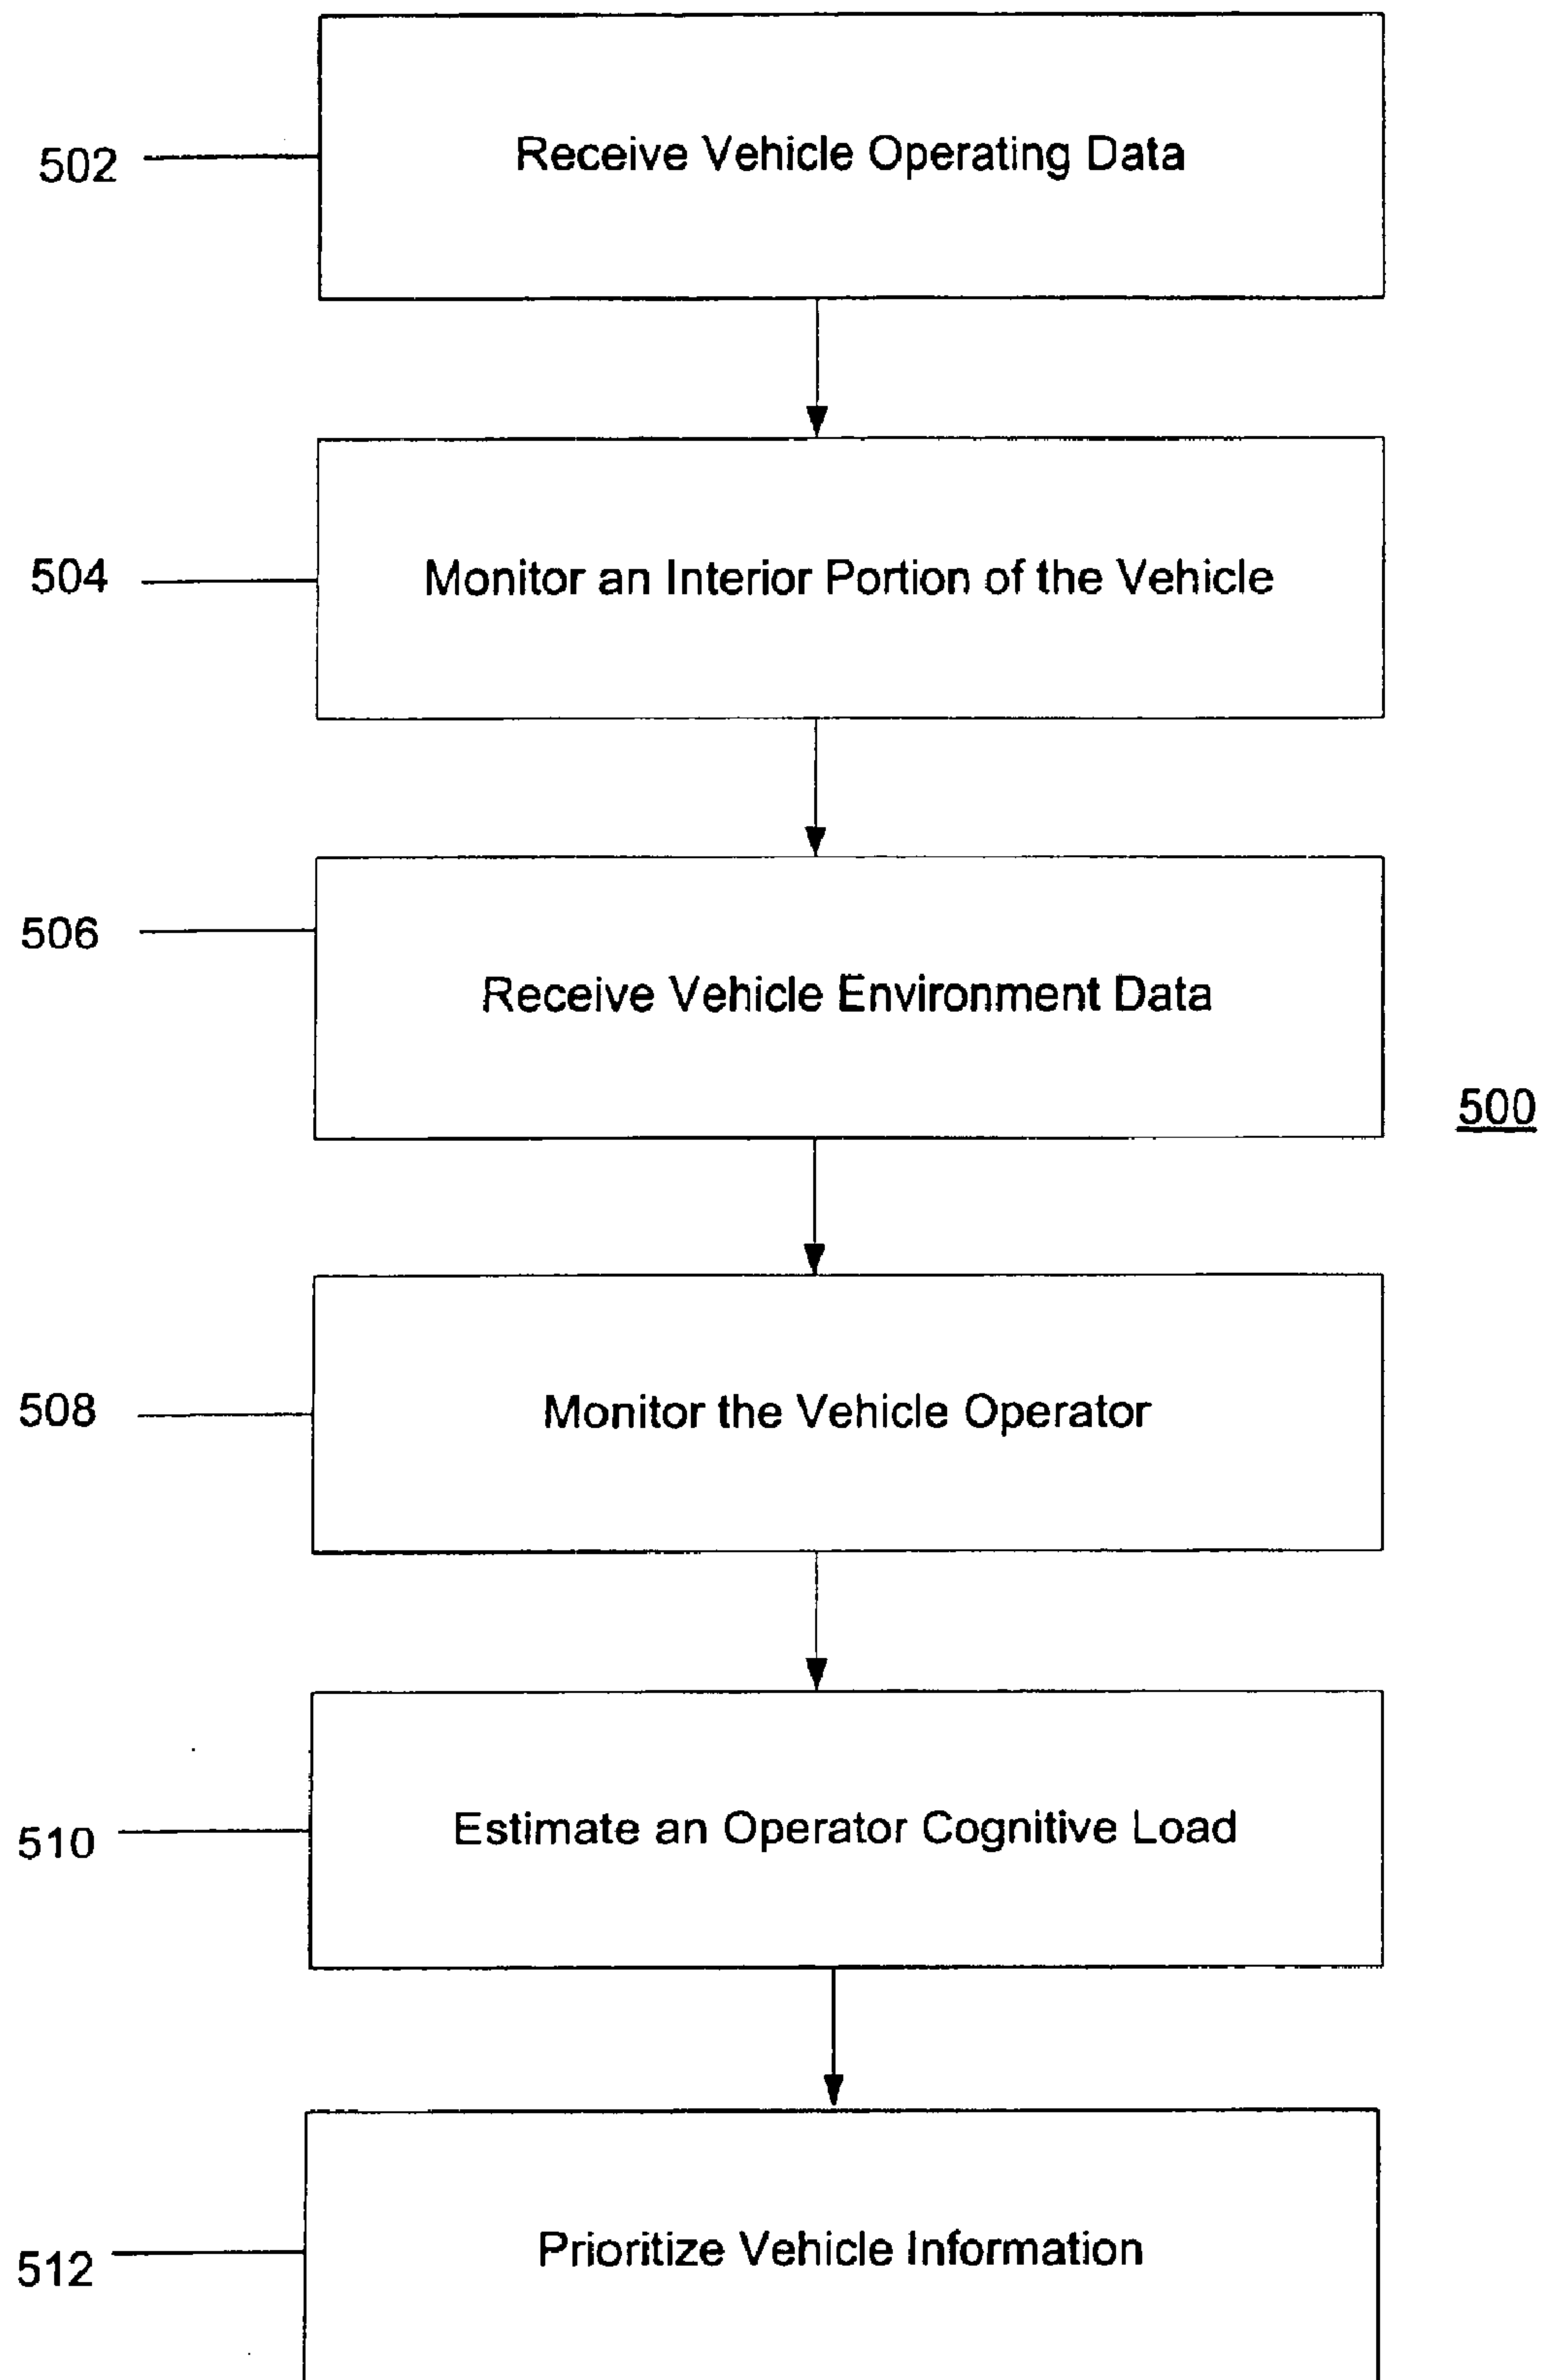 502
Receive Vehicle Operating Data
504
Monitor an Interior Portion of the Vehicle
506
Receive Vehicle Environment Data
500
508
Monitor the Vehicle Operator
510
Estimate an Operator Cognitive Load
512
Prioritize Vehicle Information